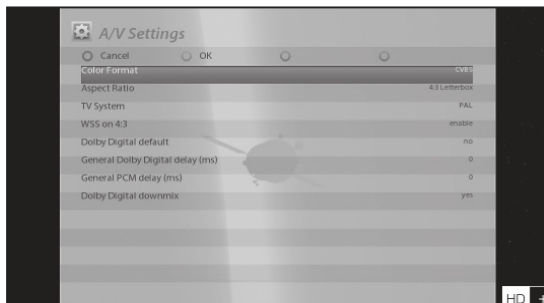 A/V Settings
Cancel OK
Color Format CVBS
Aspect Ratio 4:3 Letterbox
TV System PAL
WSS on 4:3 enable
Dolby Digital default no
General Dolby Digital delay (ms) 0
General PCM delay (ms) 0
Dolby Digital downmix yes
HD